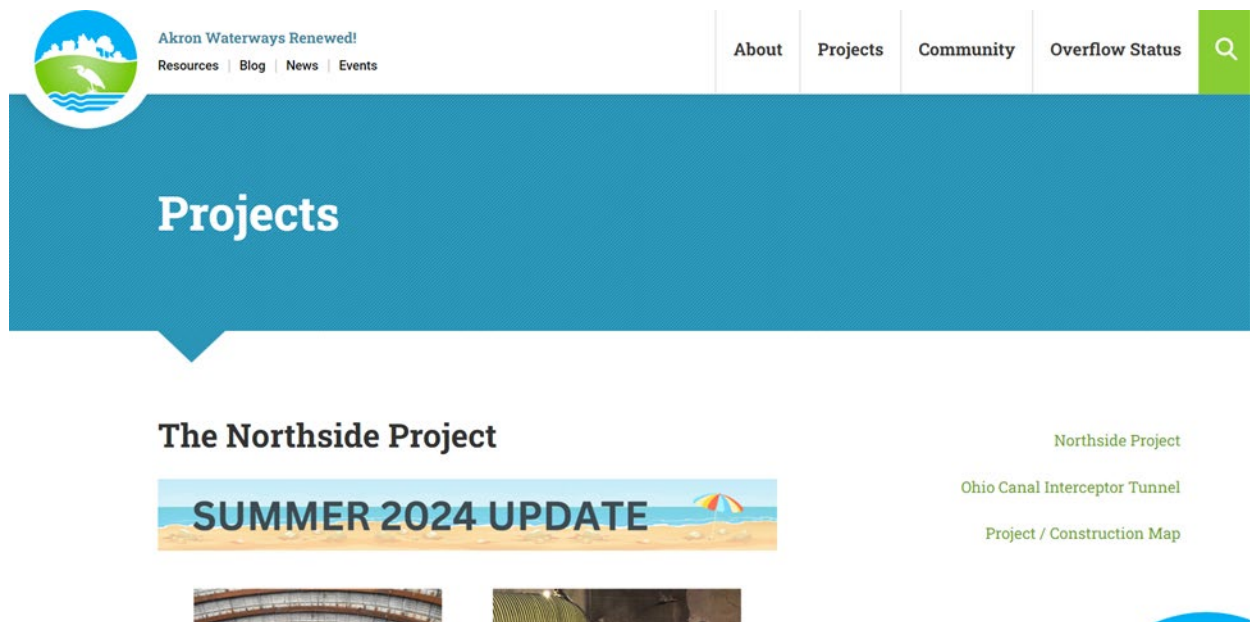 Akron Waterways Renewed!
Resources | Blog | News | Events
About Projects Community Overflow Status
Projects
The Northside Project
SUMMER 2024 UPDATE
Northside Project
Ohio Canal Interceptor Tunnel
Project / Construction Map